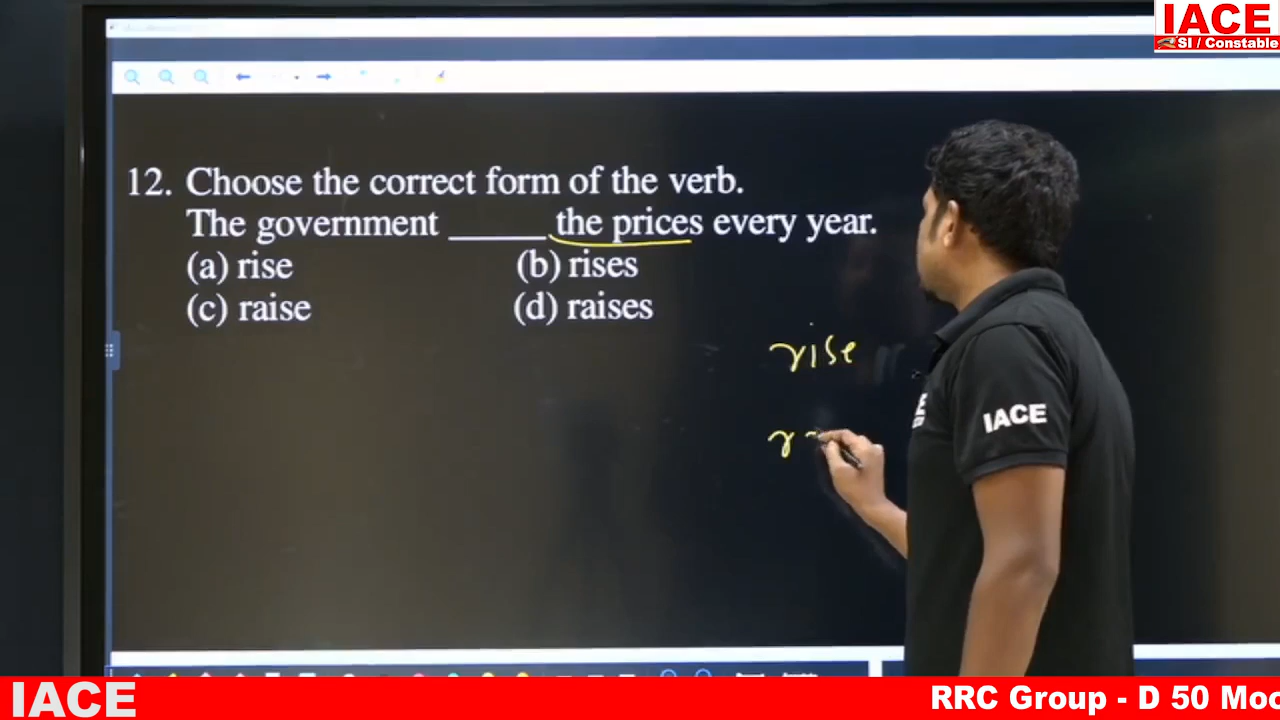 IACE
SI / Constable
12. Choose the correct form of the verb.
The government _____ the prices every year.
(a) rise (b) rises
(c) raise (d) raises
rise
r
IACE
IACE
RRC Group - D 50 Moc